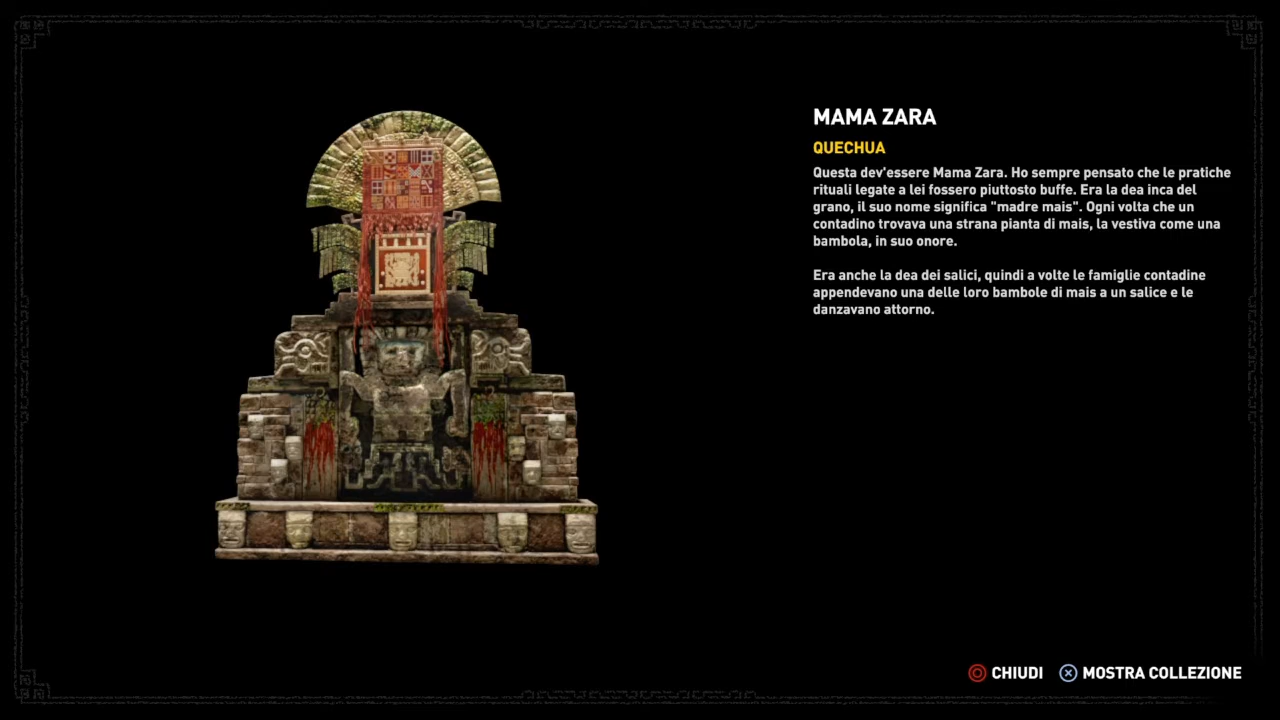 MAMA ZARA
QUECHUA
Questa dev'essere Mama Zara. Ho sempre pensato che le pratiche
rituali legate a lei fossero piuttosto buffe. Era la dea inca del
grano, il suo nome significa "madre mais". Ogni volta che un
contadino trovava una strana pianta di mais, la vestiva come una
bambola, in suo onore.
Era anche la dea dei salici, quindi a volte le famiglie contadine
appendevano una delle loro bambole di mais a un salice e le
danzavano attorno.
CHIUDI MOSTRA COLLEZIONE